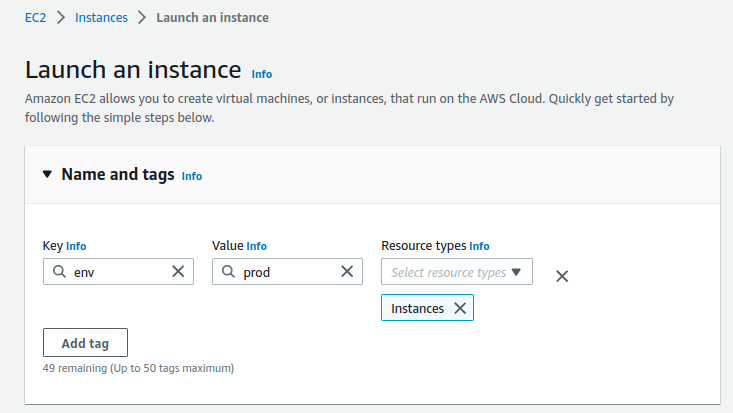 EC2 > Instances > Launch an instance
Launch an instance Info
Amazon EC2 allows you to create virtual machines, or instances, that run on the AWS Cloud. Quickly get started by
following the simple steps below.
Name and tags Info
Key Info Value Info Resource types Info
env prod Select resource types
Instances
Add tag
49 remaining (Up to 50 tags maximum)